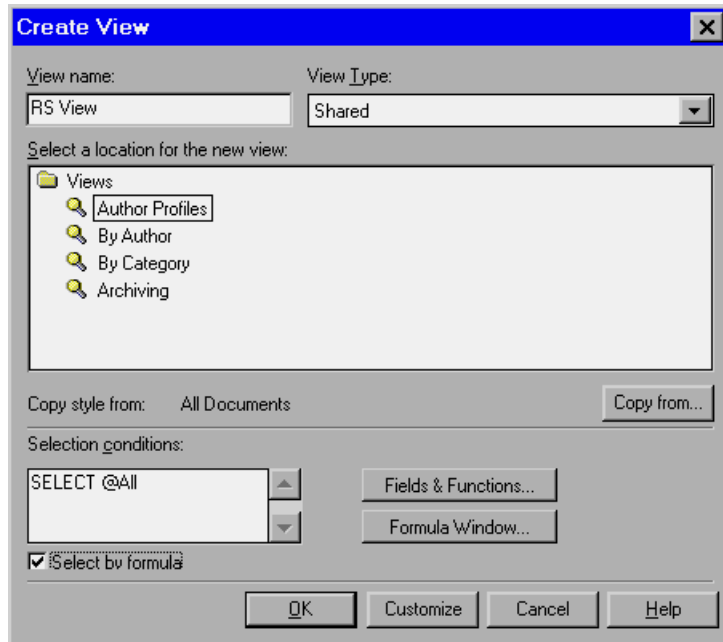 Create View
View name:
View Type:
RS View
Shared
Select a location for the new view:
Views
Author Profiles
By Author
By Category
Archiving
Copy style from: All Documents
Copy from...
Selection conditions:
SELECT @All
Fields & Functions...
Formula Window...
Select by formula
OK
Customize
Cancel
Help